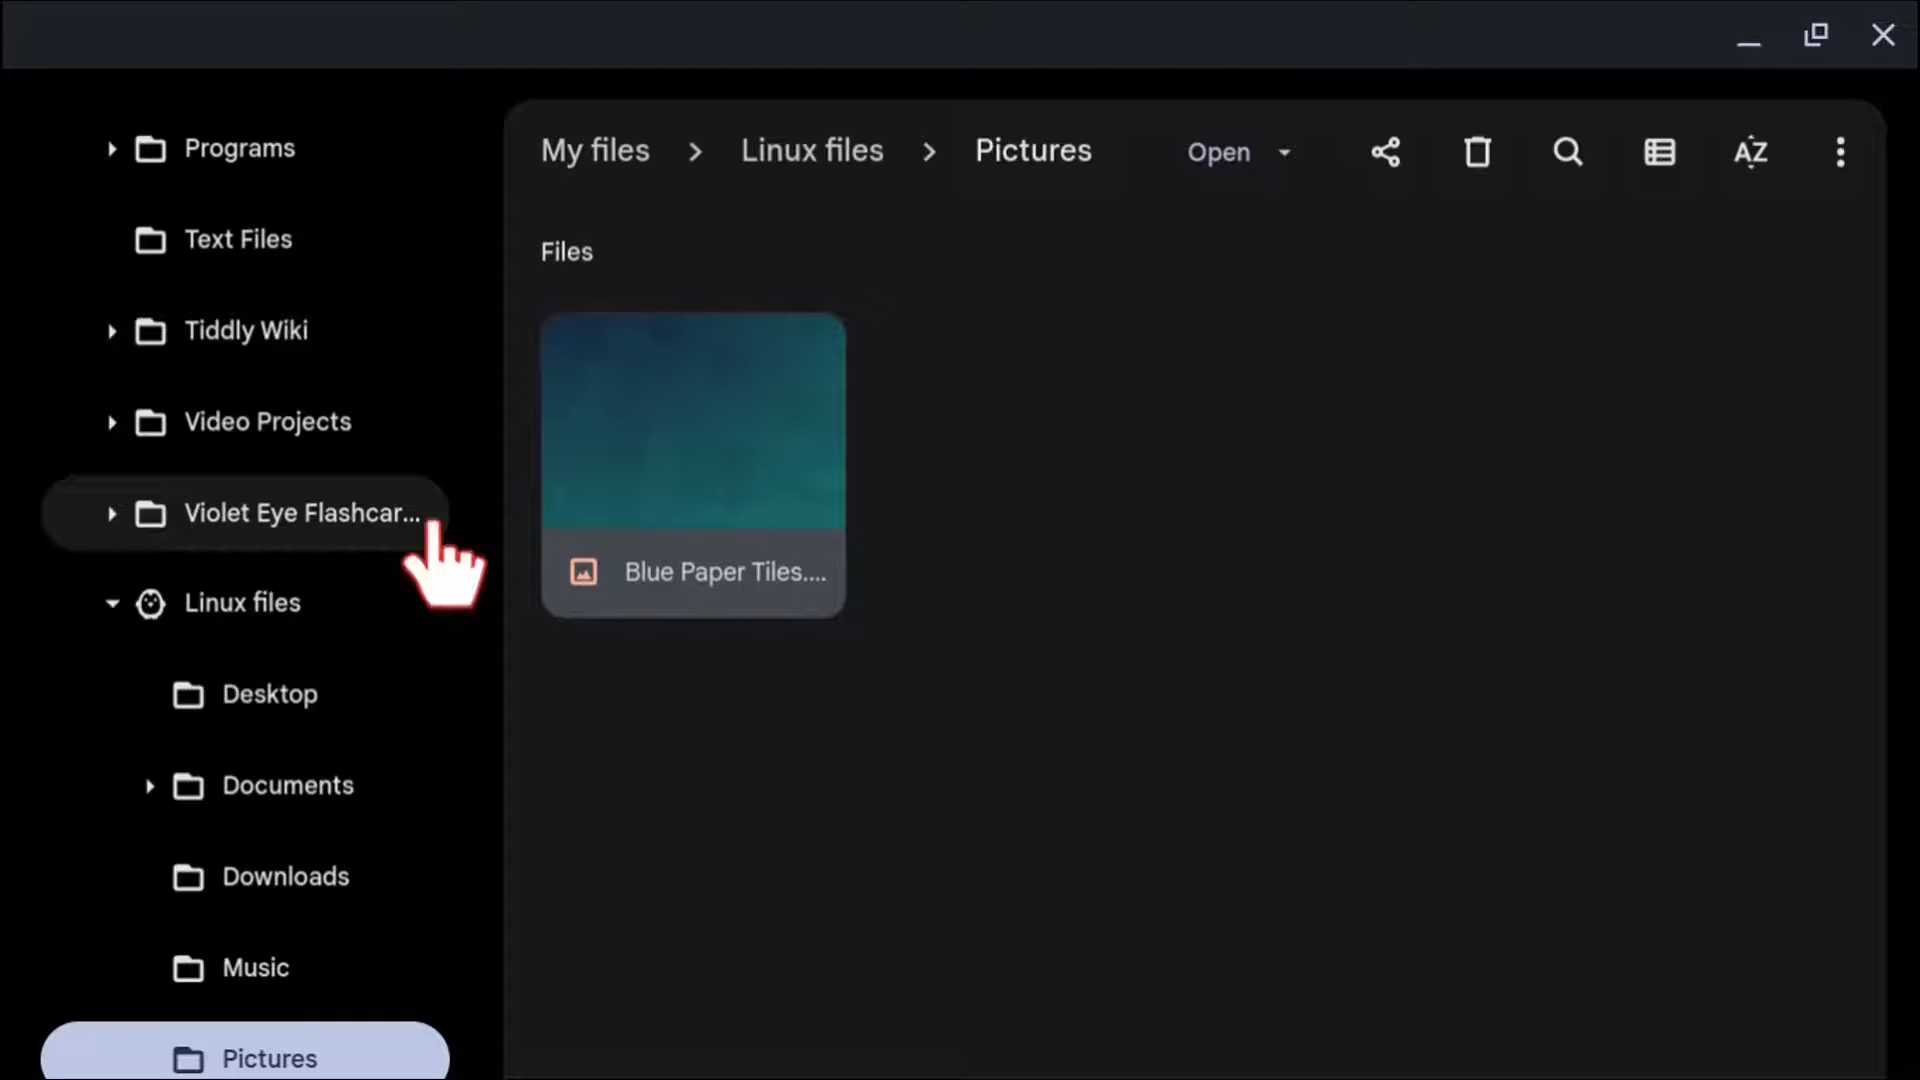 Programs
Text Files
Tiddly Wiki
Video Projects
Violet Eye Flashcar...
Linux files
Desktop
Documents
Downloads
Music
Pictures
My files > Linux files > Pictures
Open
AZ
Files
Blue Paper Tiles....